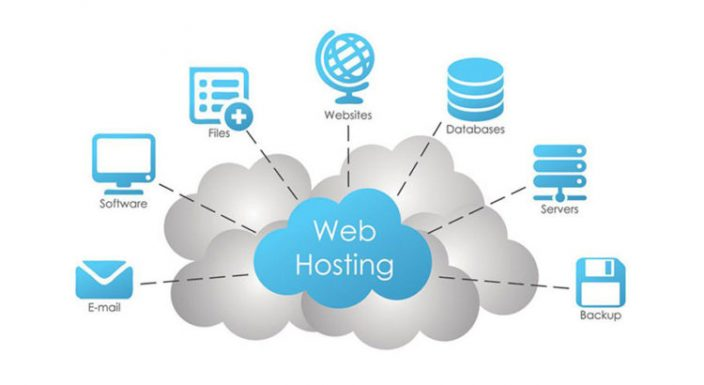 Websites
Files
Databases
Software
Servers
Web
Hosting
E-mail
Backup